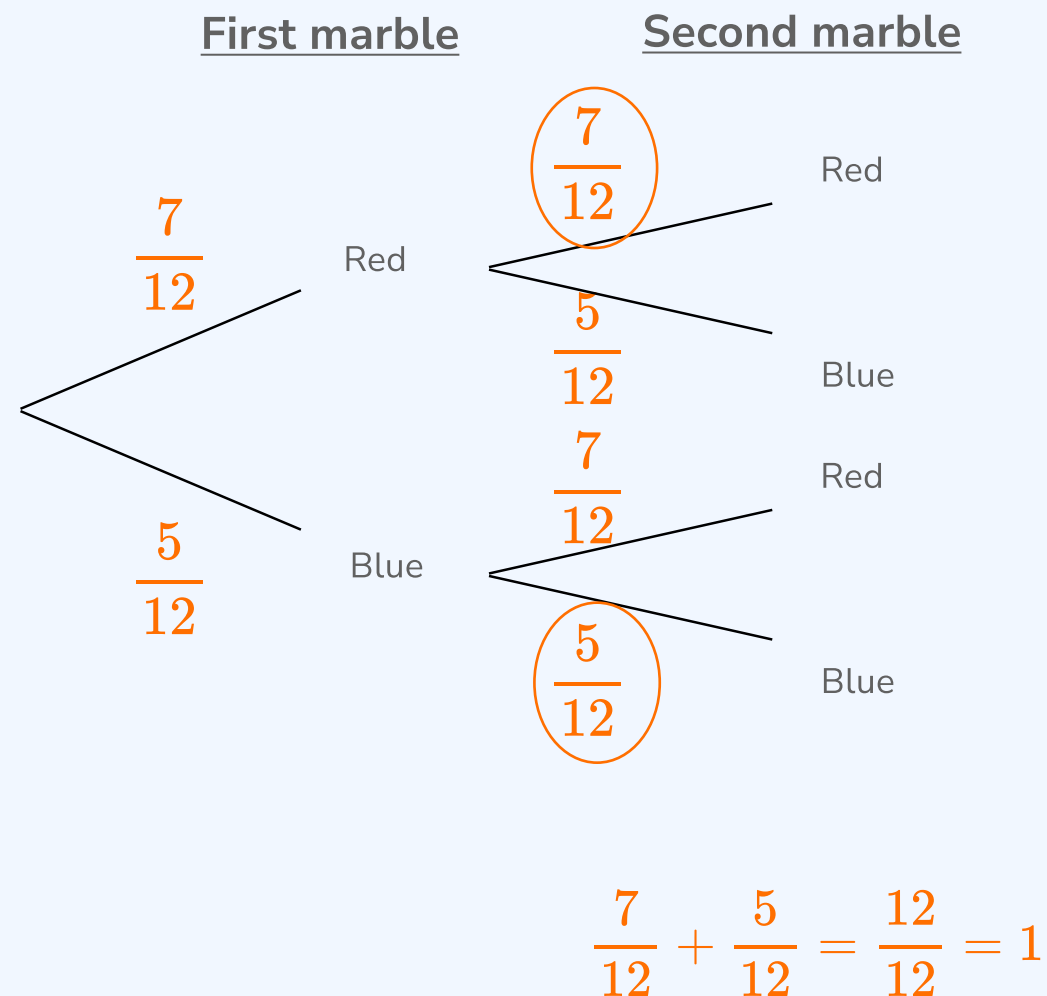 First marble Second marble
7/12
Red
5/12
Blue
7/12
Red
5/12
Blue
7/12
Red
5/12
Blue
7/12 + 5/12 = 12/12 = 1